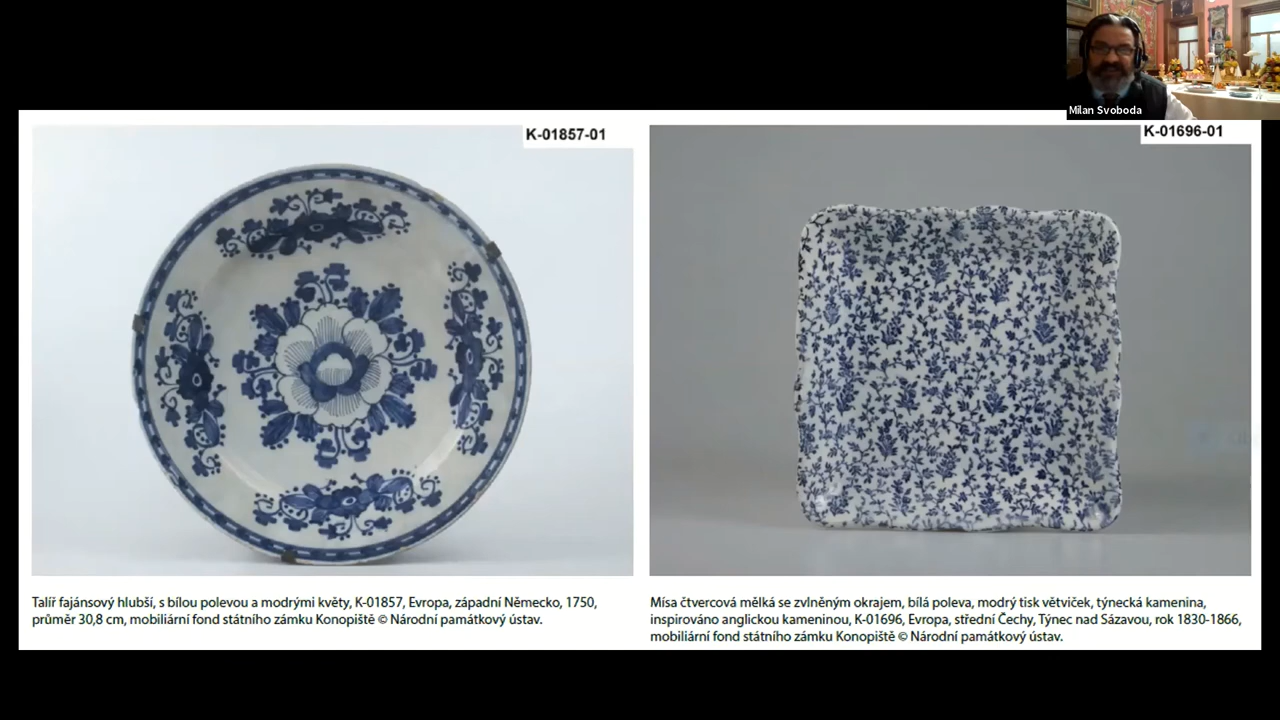 Milan Svoboda
K-01857-01
K-01696-01
Talíř fajánsový hlubší, s bílou polevou a modrými květy, K-01857, Evropa, západní Německo, 1750,
průměr 30,8 cm, mobiliární fond státního zámku Konopiště © Národní památkový ústav.
Mísa čtvercová mělká se zvlněným okrajem, bílá poleva, modrý tisk větviček, týnecká kamenina,
inspirováno anglickou kameninou, K-01696, Evropa, střední Čechy, Týnec nad Sázavou, rok 1830-1866,
mobiliární fond státního zámku Konopiště © Národní památkový ústav.